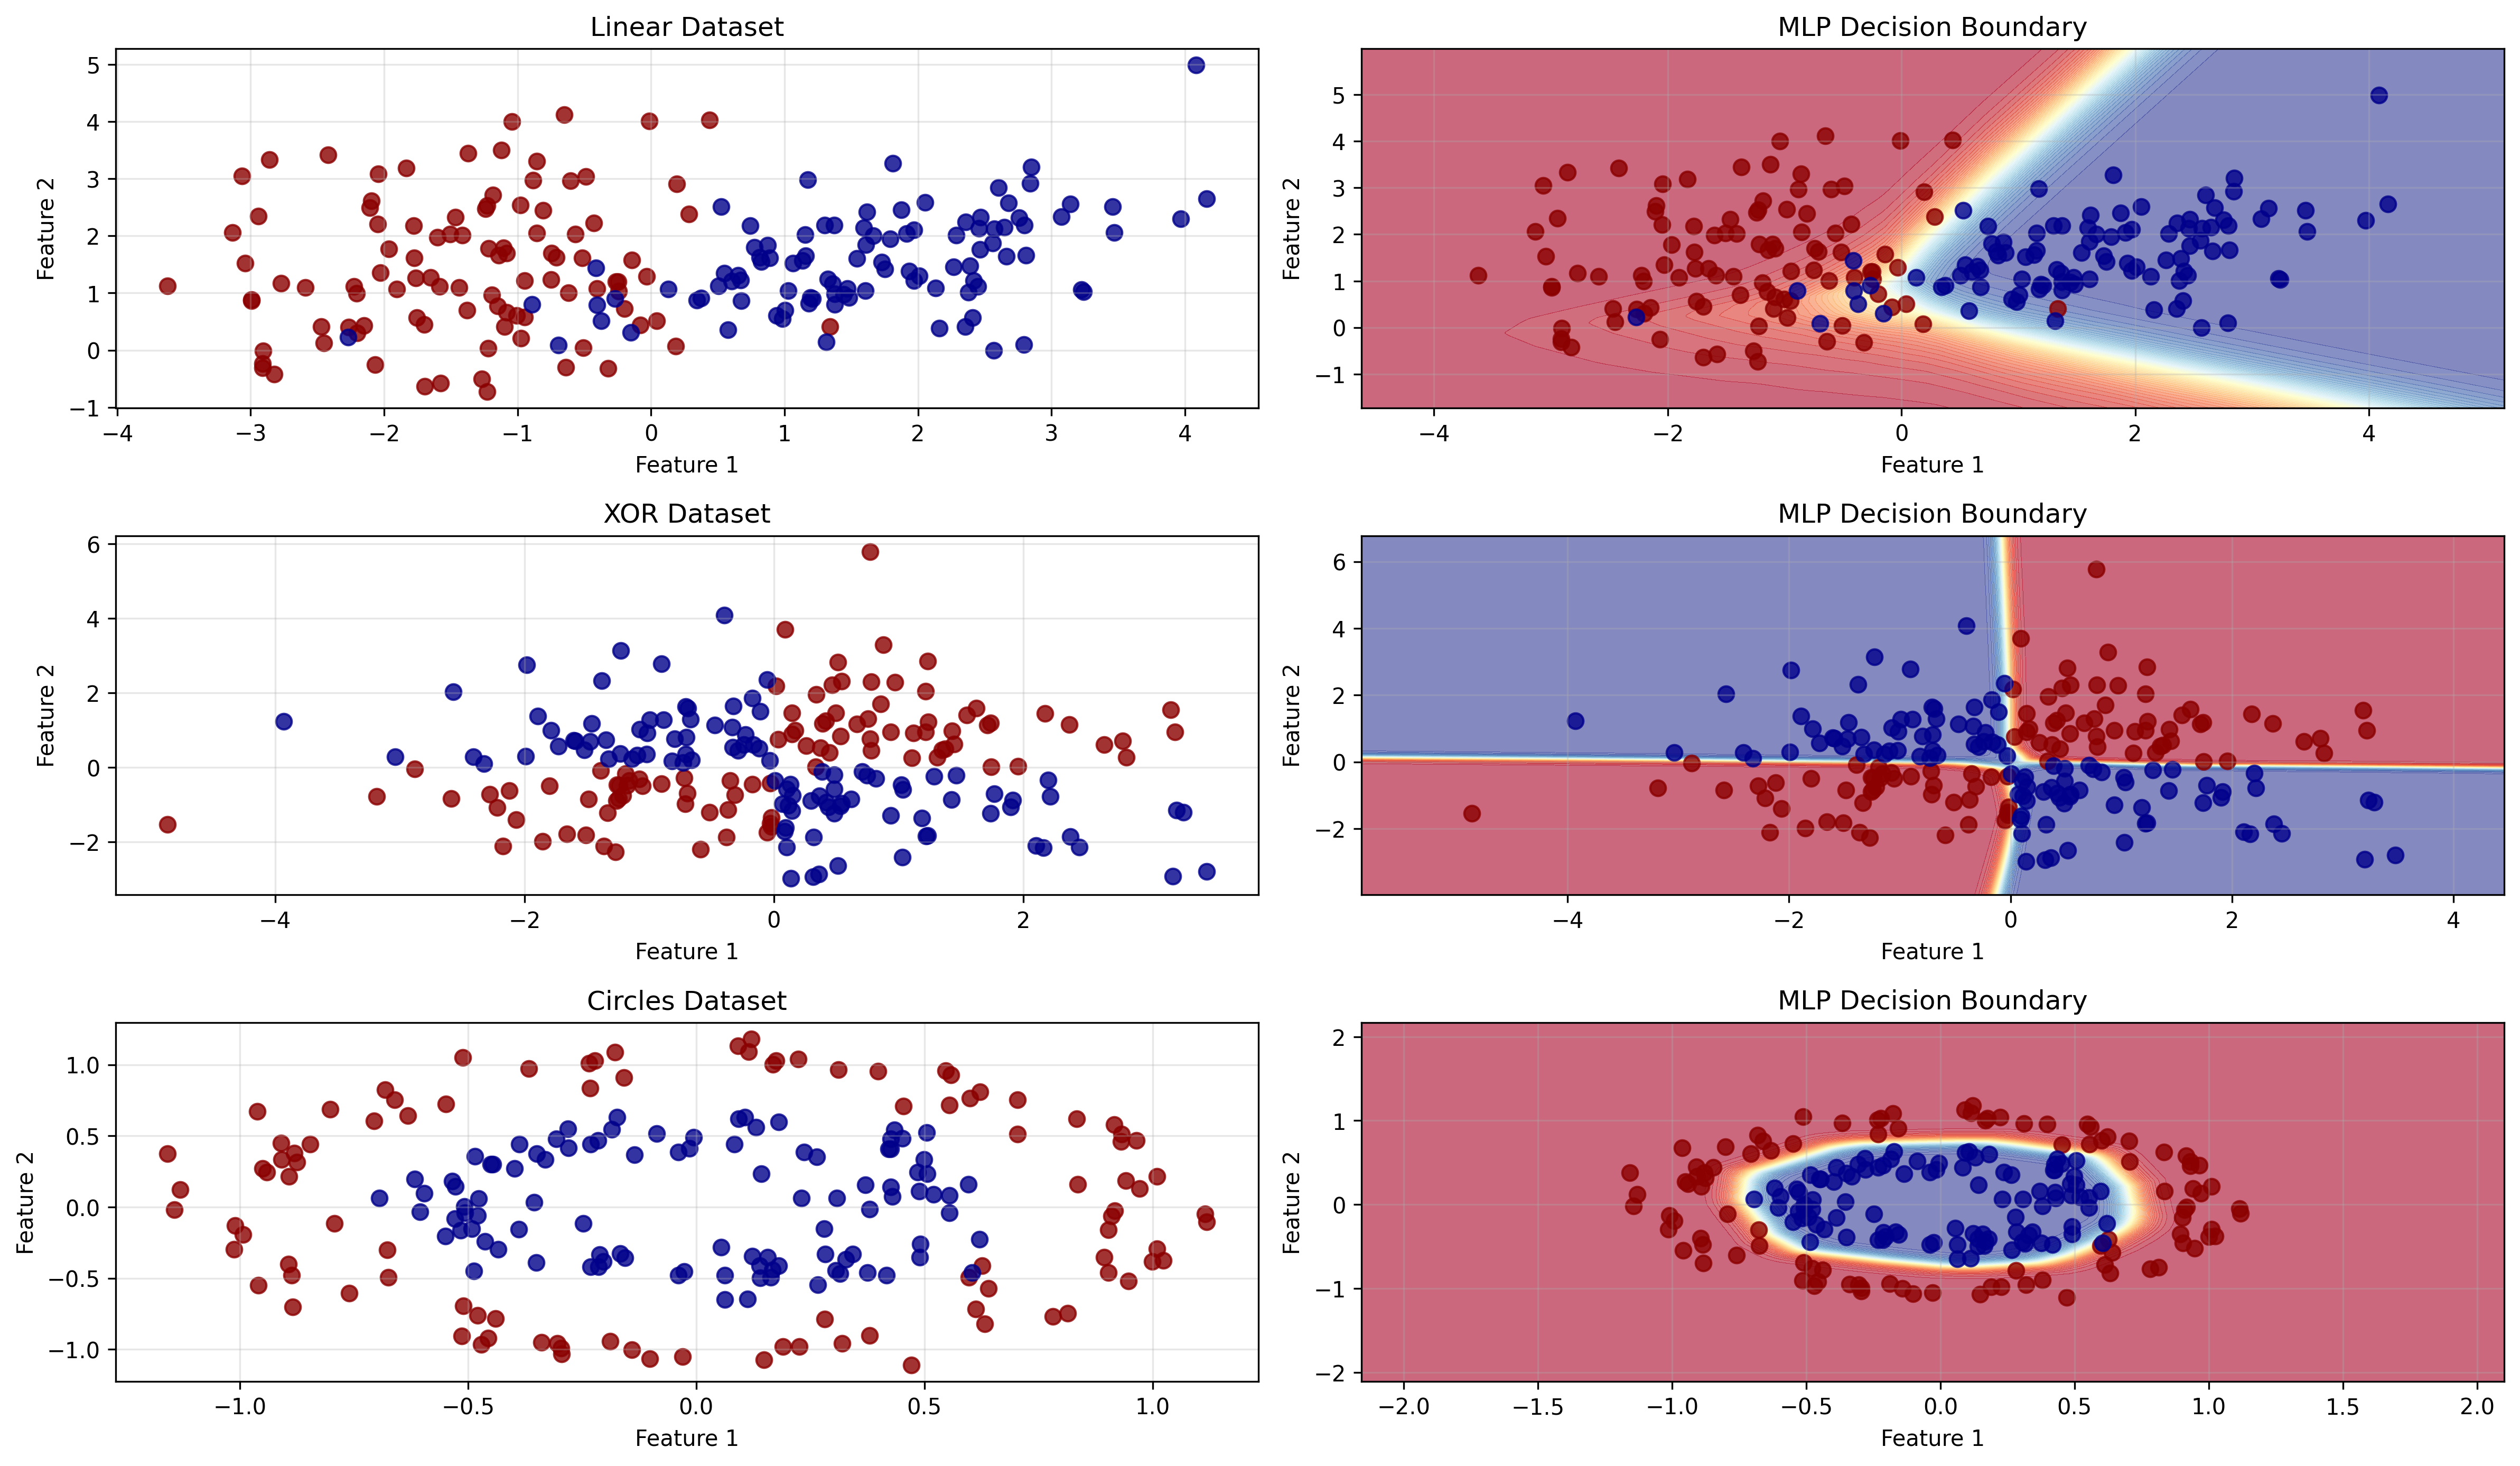 Linear Dataset
5
4
3
2
1
0
−1
Feature 2
−4 −3 −2 −1 0 1 2 3 4
Feature 1
MLP Decision Boundary
5
4
3
2
1
0
−1
Feature 2
−4 −2 0 2 4
Feature 1
XOR Dataset
6
4
2
0
−2
Feature 2
−4 −2 0 2
Feature 1
MLP Decision Boundary
6
4
2
0
−2
Feature 2
−4 −2 0 2 4
Feature 1
Circles Dataset
1.0
0.5
0.0
−0.5
−1.0
Feature 2
−1.0 −0.5 0.0 0.5 1.0
Feature 1
MLP Decision Boundary
2
1
0
−1
−2
Feature 2
−2.0 −1.5 −1.0 −0.5 0.0 0.5 1.0 1.5 2.0
Feature 1